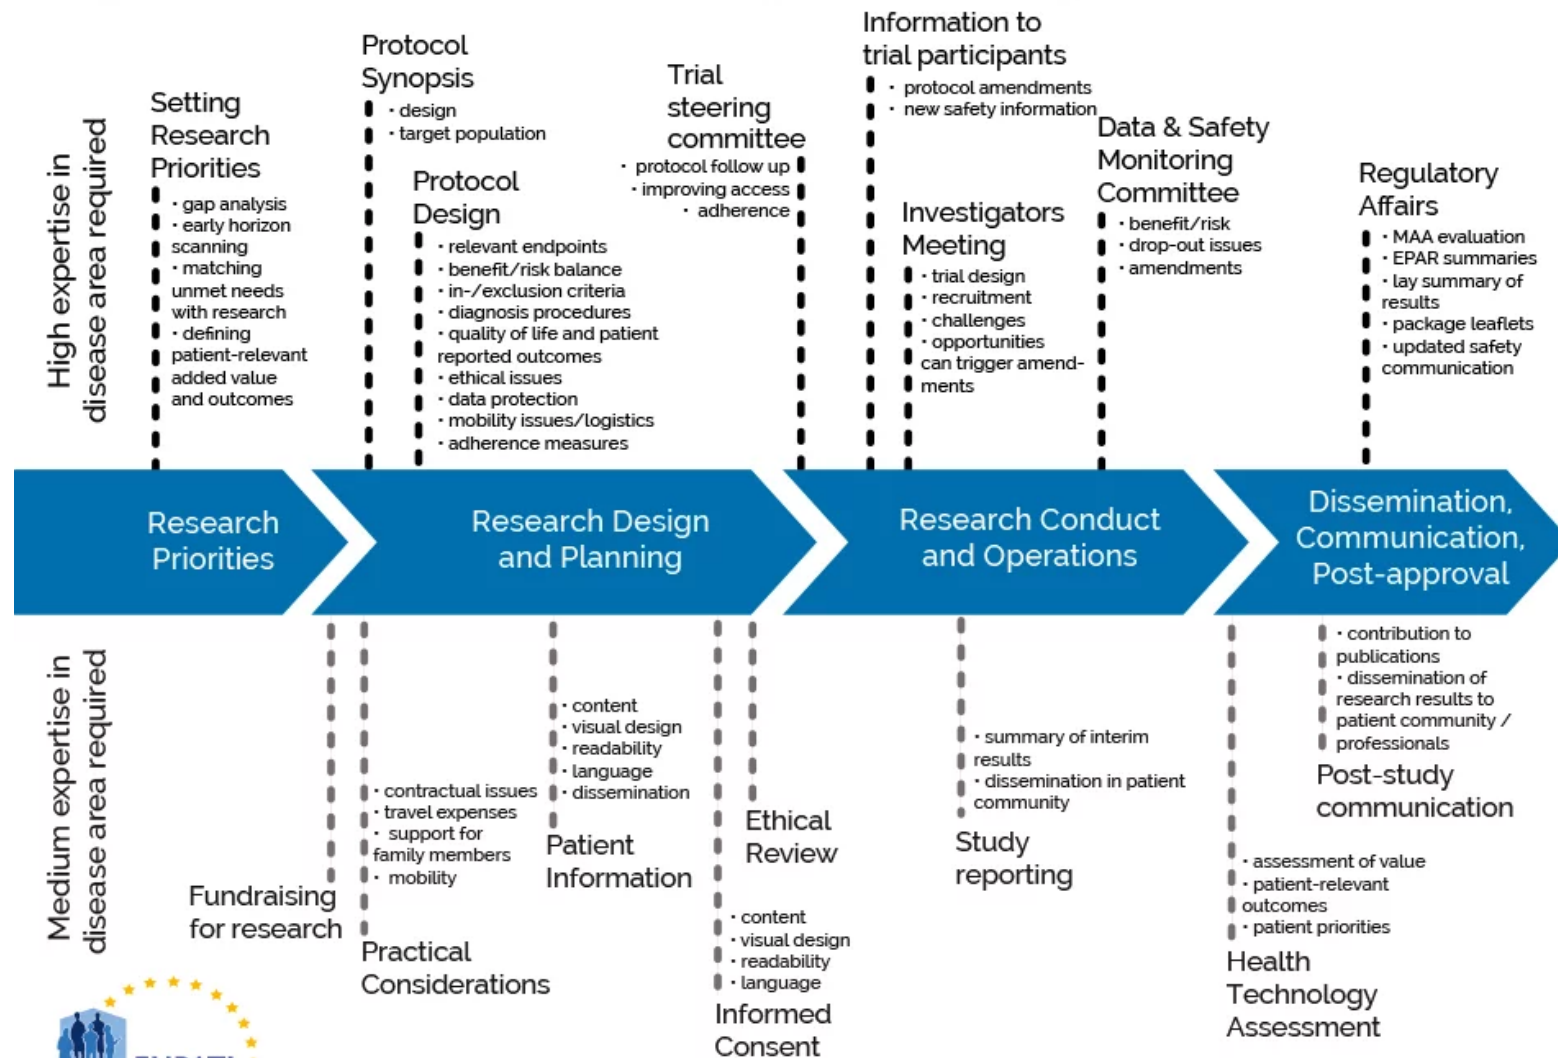 High expertise in
disease area required
Setting
Research
Priorities
· gap analysis
· early horizon
scanning
· matching
unmet needs
with research
· defining
patient-relevant
added value
and outcomes
Protocol
Synopsis
· design
· target population
Protocol
Design
· relevant endpoints
· benefit/risk balance
· in-/exclusion criteria
· diagnosis procedures
· quality of life and patient
reported outcomes
· ethical issues
· data protection
· mobility issues/logistics
· adherence measures
Trial
steering
committee
· protocol follow up
· improving access
· adherence
Information to
trial participants
· protocol amendments
· new safety information
Investigators
Meeting
· trial design
· recruitment
· challenges
· opportunities
can trigger amend-
ments
Data & Safety
Monitoring
Committee
· benefit/risk
· drop-out issues
· amendments
Regulatory
Affairs
· MAA evaluation
· EPAR summaries
· lay summary of
results
· package leaflets
· updated safety
communication
Research
Priorities
Research Design
and Planning
Research Conduct
and Operations
Dissemination,
Communication,
Post-approval
Medium expertise in
disease area required
Fundraising
for research
· contractual issues
· travel expenses
· support for
family members
· mobility
Practical
Considerations
· content
· visual design
· readability
· language
· dissemination
Patient
Information
Ethical
Review
· content
· visual design
· readability
· language
Informed
Consent
· summary of interim
results
· dissemination in patient
community
Study
reporting
· contribution to
publications
· dissemination of
research results to
patient community /
professionals
Post-study
communication
· assessment of value
· patient-relevant
outcomes
· patient priorities
Health
Technology
Assessment